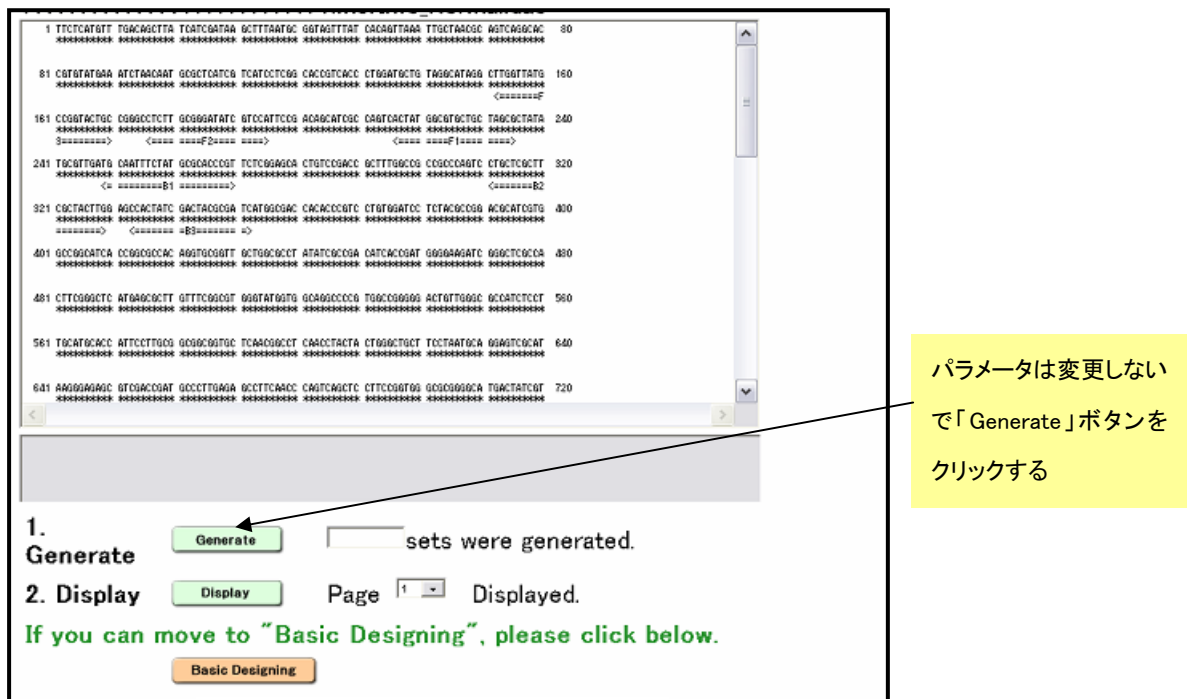 1 TTCTCATGTT TGACAGCTTA TCATCGATAA GCTTTAATGC GGTAGTTTAT CACAGTTAAA TTGCTAACGC AGTCAGGCAC 80
********** ********** ********** ********** ********** ********** ********** **********
81 CGTGTATGAA ATCTAACAAT GCGCTCATCG TCATCCTCGG CACCGTCACC CTGGATGCTG TAGGCATAGG CTTGGTTATG 160
********** ********** ********** ********** ********** ********** ********** **********
<=======F
161 CCGGTACTGC CGGGCCTCTT GCGGGATATC GTCCATTCCG ACAGCATCGC CAGTCACTAT GGCGTGCTGC TAGCGCTATA 240
********** ********** ********** ********** ********** ********** ********** **********
3========> <==== ====F2==== ====> <==== ====F1==== ====>
241 TGCGTTGATG CAATTTCTAT GCGCACCCGT TCTCGGAGCA CTGTCCGACC GCTTTGGCCG CCGCCCAGTC CTGCTCGCTT 320
********** ********** ********** ********** ********** ********** ********** **********
<= ========B1 =========> <=======B2
321 CGCTACTTGG AGCCACTATC GACTACGCGA TCATGGCGAC CACACCCGTC CTGTGGATCC TCTACGCCGG ACGCATCGTG 400
********** ********** ********** ********** ********** ********** ********** **********
========> <======= =B3======= =>
401 GCCGGCATCA CCGGCGCCAC AGGTGCGGTT GCTGGCGCCT ATATCGCCGA CATCACCGAT GGGGAAGATC GGGCTCGCCA 480
********** ********** ********** ********** ********** ********** ********** **********
481 CTTCGGGCTC ATGAGCGCTT GTTTCGGCGT GGGTATGGTG GCAGGCCCCG TGGCCGGGGG ACTGTTGGGC GCCATCTCCT 560
********** ********** ********** ********** ********** ********** ********** **********
561 TGCATGCACC ATTCCTTGCG GCGGCGGTGC TCAACGGCCT CAACCTACTA CTGGGCTGCT TCCTAATGCA GGAGTCGCAT 640
********** ********** ********** ********** ********** ********** ********** **********
641 AAGGGAGAGC GTCGACCGAT GCCCTTGAGA GCCTTCAACC CAGTCAGCTC CTTCCGGTGG GCGCGGGGCA TGACTATCGT 720
********** ********** ********** ********** ********** ********** ********** **********
パラメータは変更しない
で「Generate」ボタンを
クリックする
1.
Generate Generate sets were generated.
2. Display Display Page 1 Displayed.
If you can move to "Basic Designing", please click below.
Basic Designing